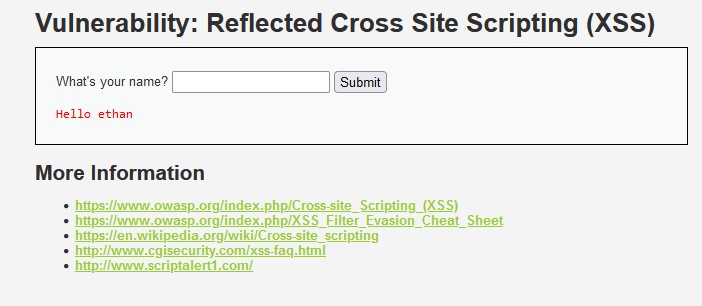 Vulnerability: Reflected Cross Site Scripting (XSS)
What's your name? Submit
Hello ethan
More Information
https://www.owasp.org/index.php/Cross-site_Scripting_(XSS)
https://www.owasp.org/index.php/XSS_Filter_Evasion_Cheat_Sheet
https://en.wikipedia.org/wiki/Cross-site_scripting
http://www.cgisecurity.com/xss-faq.html
http://www.scriptalert1.com/